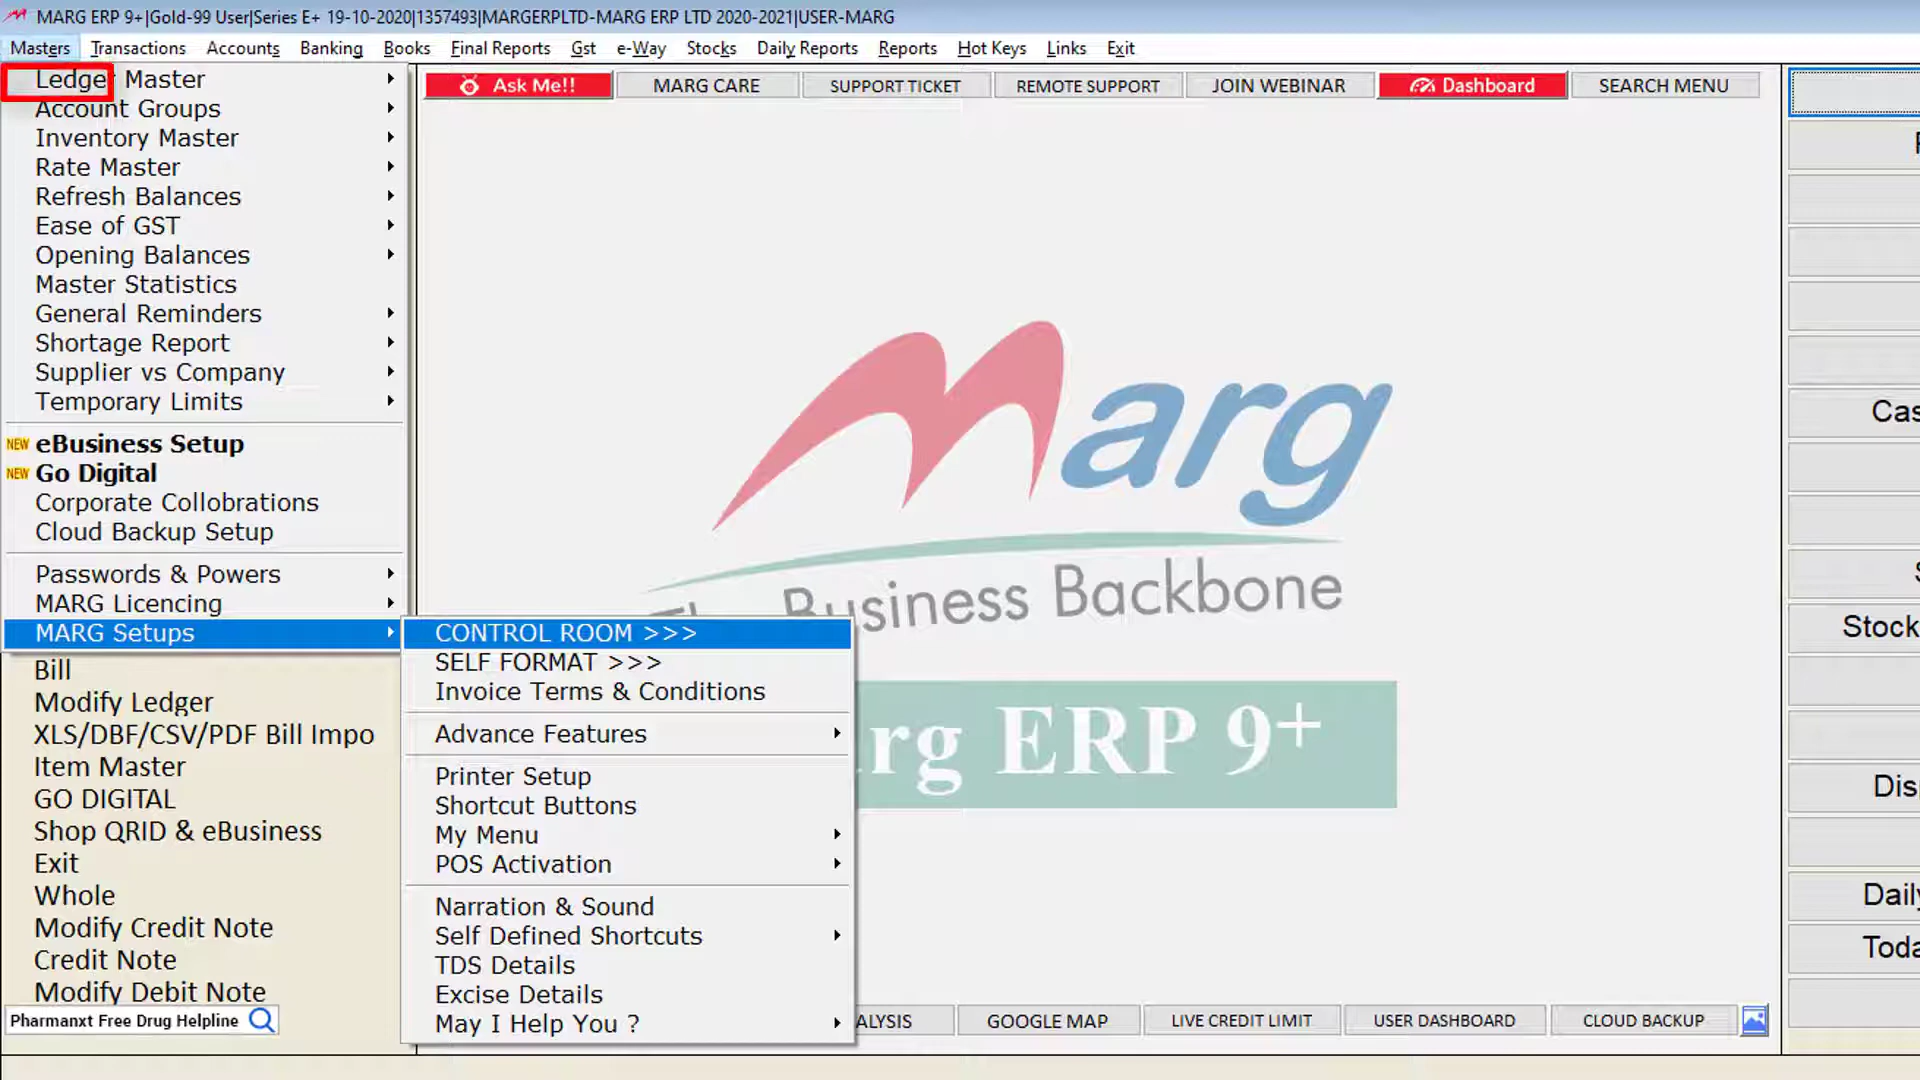 MARG ERP 9+|Gold-99 User|Series E+ 19-10-2020|1357493|MARGERPLTD-MARG ERP LTD 2020-2021|USER-MARG
Masters Transactions Accounts Banking Books Final Reports Gst e-Way Stocks Daily Reports Reports Hot Keys Links Exit
Ask Me!! MARG CARE SUPPORT TICKET REMOTE SUPPORT JOIN WEBINAR Dashboard SEARCH MENU
Ledger Master
Account Groups
Inventory Master
Rate Master
Refresh Balances
Ease of GST
Opening Balances
Master Statistics
General Reminders
Shortage Report
Supplier vs Company
Temporary Limits
NEW eBusiness Setup
NEW Go Digital
Corporate Collobrations
Cloud Backup Setup
Passwords & Powers
MARG Licencing
MARG Setups
Bill
Modify Ledger
XLS/DBF/CSV/PDF Bill Impo
Item Master
GO DIGITAL
Shop QRID & eBusiness
Exit
Whole
Modify Credit Note
Credit Note
Modify Debit Note
Pharmanxt Free Drug Helpline
CONTROL ROOM >>>
SELF FORMAT >>>
Invoice Terms & Conditions
Advance Features
Printer Setup
Shortcut Buttons
My Menu
POS Activation
Narration & Sound
Self Defined Shortcuts
TDS Details
Excise Details
May I Help You ?
marg
Business Backbone
rg ERP 9+
ALYSIS GOOGLE MAP LIVE CREDIT LIMIT USER DASHBOARD CLOUD BACKUP
Cas
Stock
Dis
Daily
Toda